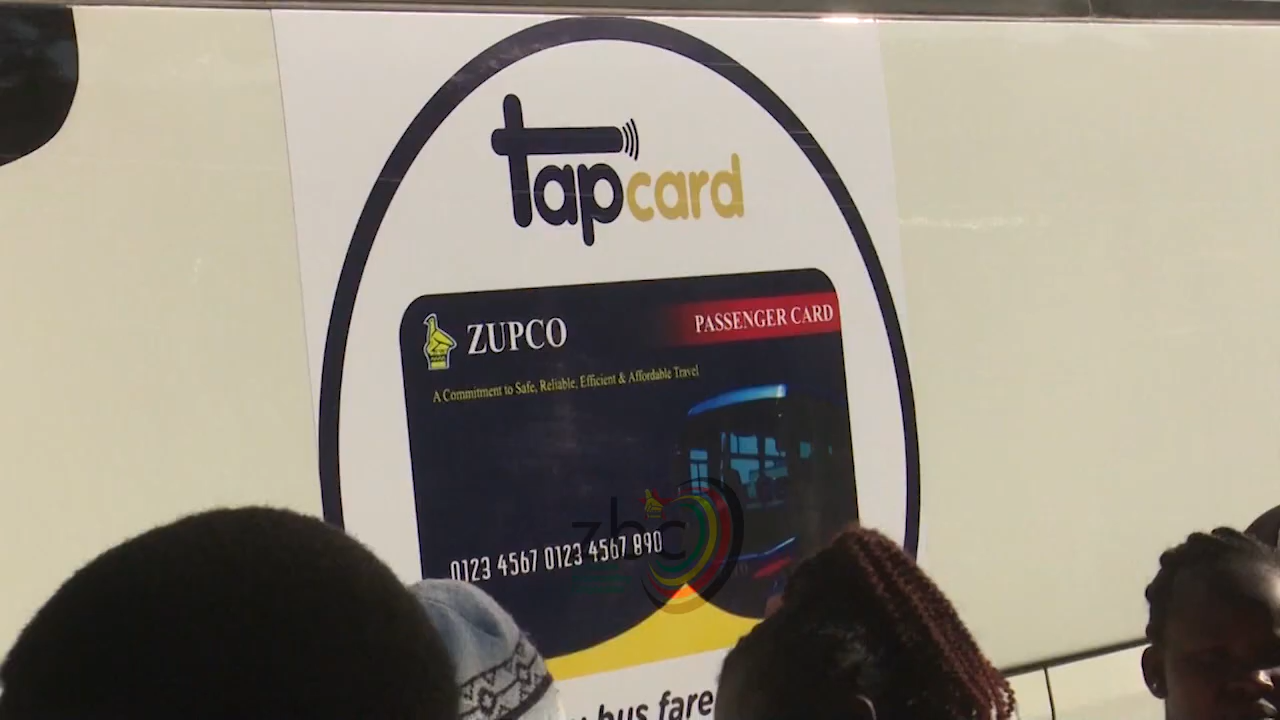 tapcard
ZUPCO
PASSENGER CARD
A Commitment to Safe, Reliable, Efficient & Affordable Travel
zbc
0123 4567 0123 4567 890
bus fare